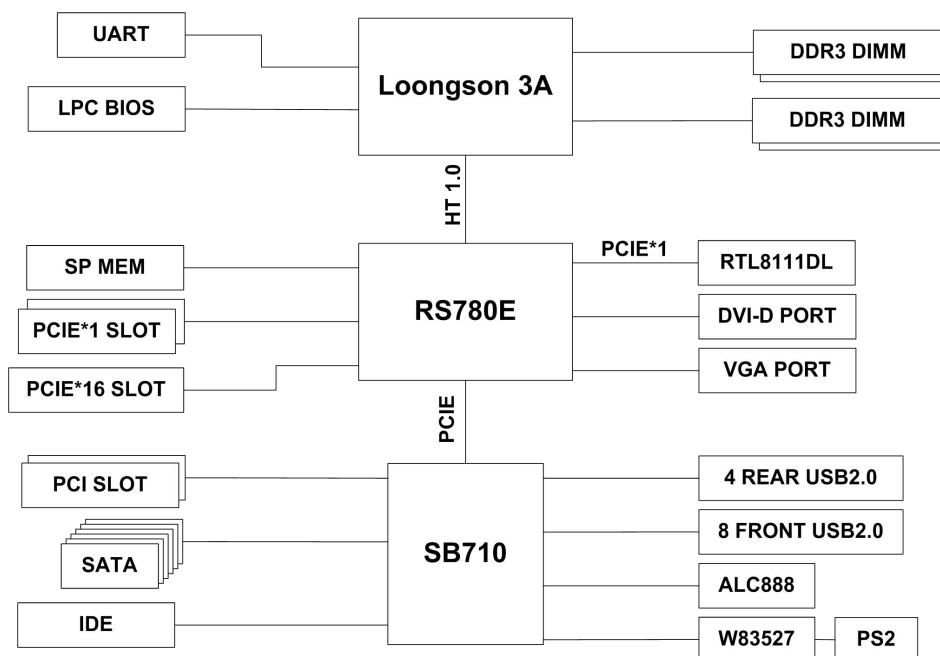 UART
Loongson 3A
DDR3 DIMM
LPC BIOS
DDR3 DIMM
HT 1.0
SP MEM
RS780E
PCIE*1
RTL8111DL
PCIE*1 SLOT
DVI-D PORT
PCIE*16 SLOT
VGA PORT
PCIE
PCI SLOT
SB710
4 REAR USB2.0
SATA
8 FRONT USB2.0
ALC888
IDE
W83527
PS2